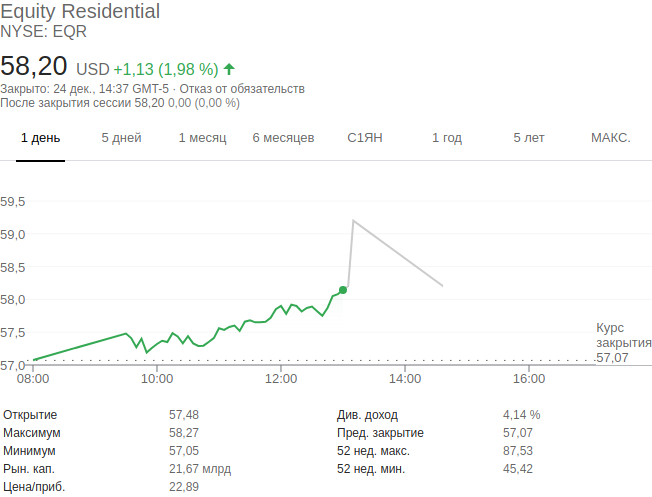 Equity Residential
NYSE: EQR
58,20 USD +1,13 (1,98 %)
Закрыто: 24 дек., 14:37 GMT-5 · Отказ от обязательств
После закрытия сессии 58,20 0,00 (0,00 %)
1 день 5 дней 1 месяц 6 месяцев С1ЯН 1 год 5 лет МАКС.
59,5
59,0
58,5
58,0
57,5
57,0
Курс
закрытия
57,07
08:00 10:00 12:00 14:00 16:00
Открытие 57,48 Див. доход 4,14 %
Максимум 58,27 Пред. закрытие 57,07
Минимум 57,05 52 нед. макс. 87,53
Рын. кап. 21,67 млрд 52 нед. мин. 45,42
Цена/приб. 22,89